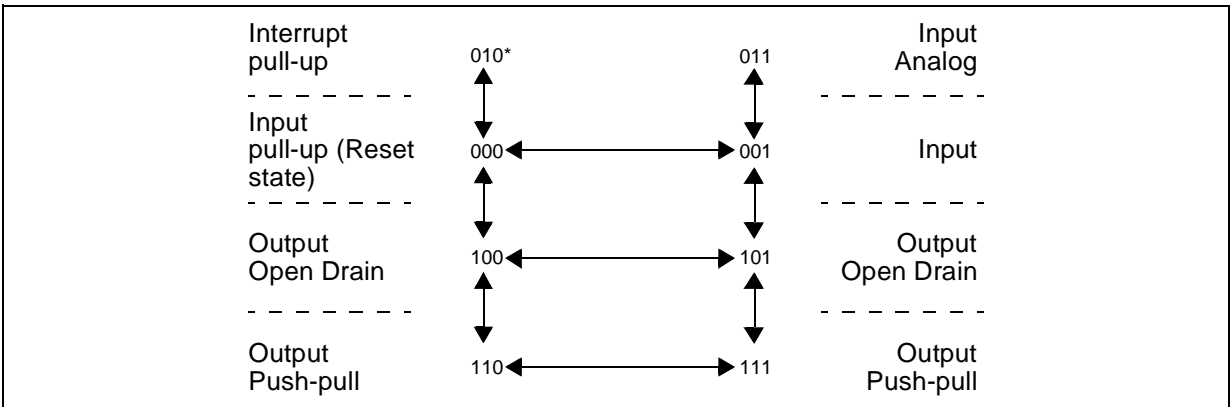 Interrupt
pull-up
010*
011
Input
Analog
Input
pull-up (Reset
state)
000
001
Input
Output
Open Drain
100
101
Output
Open Drain
Output
Push-pull
110
111
Output
Push-pull